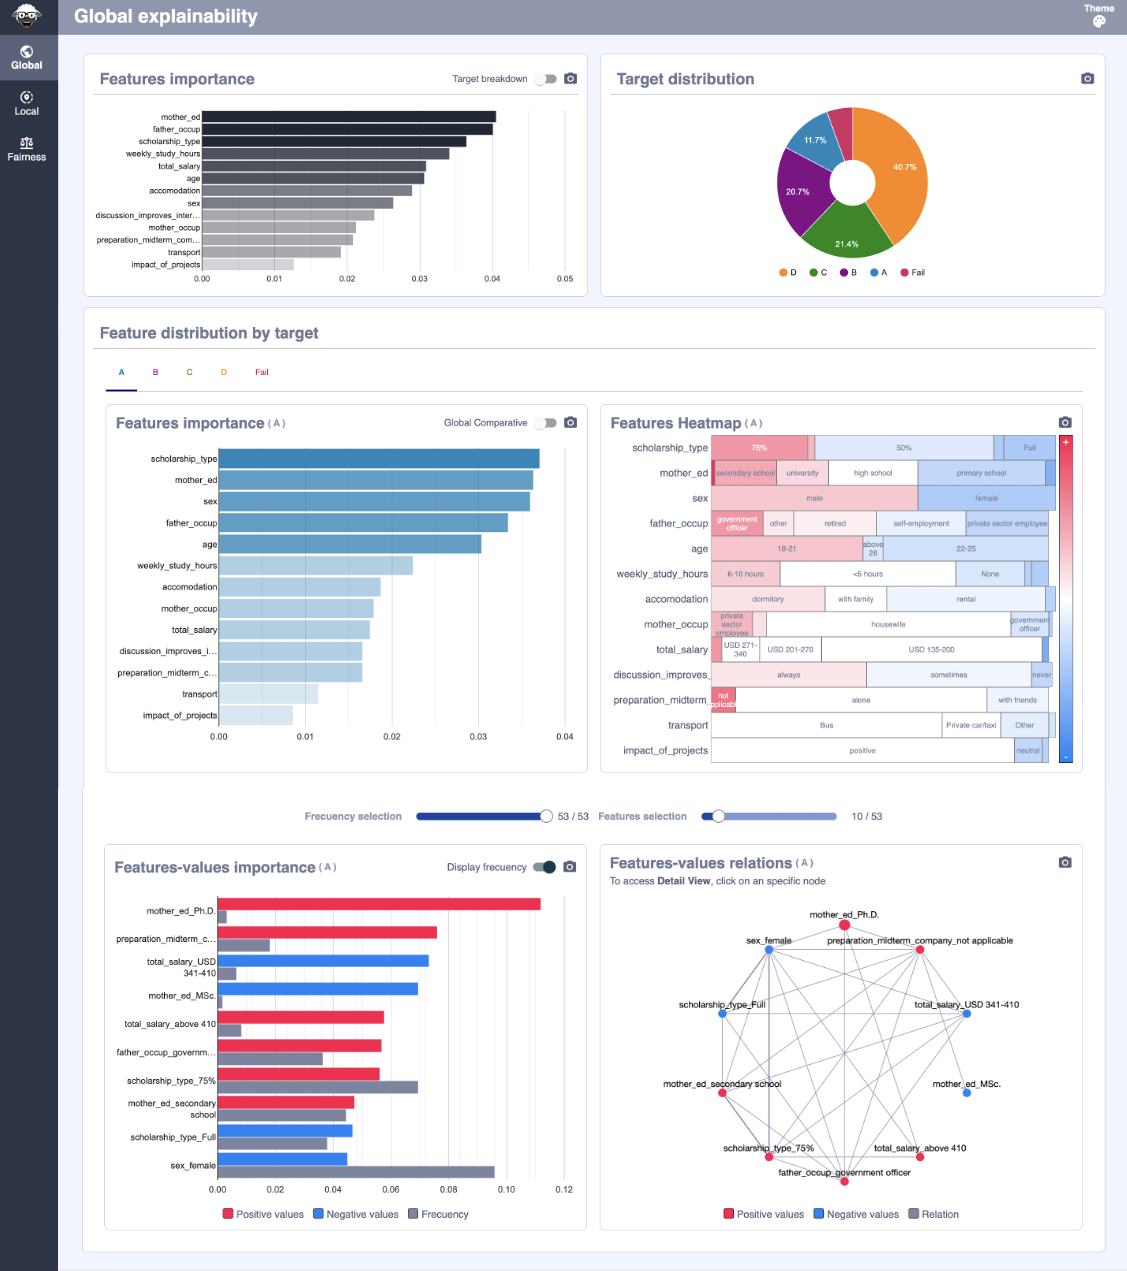 Global explainability
Theme
Global
Local
Fairness
Features importance
Target breakdown
mother_ed
father_occup
scholarship_type
weekly_study_hours
total_salary
age
accomodation
sex
discussion_improves_inter...
mother_occup
preparation_midterm_com...
transport
impact_of_projects
0.00 0.01 0.02 0.03 0.04 0.05
Target distribution
40.7%
21.4%
20.7%
11.7%
D C B A Fail
Feature distribution by target
A B C D Fail
Features importance (A)
Global Comparative
scholarship_type
mother_ed
sex
father_occup
age
weekly_study_hours
accomodation
mother_occup
total_salary
discussion_improves_i...
preparation_midterm_c...
transport
impact_of_projects
0.00 0.01 0.02 0.03 0.04
Features Heatmap (A)
scholarship_type 75% 50% Full
mother_ed secondary school university high school primary school
sex male female
father_occup government officer other retired self-employment private sector employee
age 18-21 above 26 22-25
weekly_study_hours 6-10 hours <5 hours None
accomodation dormitory with family rental
mother_occup private sector employee housewife government officer
total_salary USD 271-340 USD 201-270 USD 135-200
discussion_improves_ always sometimes never
preparation_midterm_ not applicabl alone with friends
transport Bus Private car/taxi Other
impact_of_projects positive neutral
+
-
Frecuency selection 53 / 53 Features selection 10 / 53
Features-values importance (A)
Display frecuency
mother_ed_Ph.D.
preparation_midterm_c...
total_salary_USD
341-410
mother_ed_MSc.
total_salary_above 410
father_occup_governm...
scholarship_type_75%
mother_ed_secondary
school
scholarship_type_Full
sex_female
0.00 0.02 0.04 0.06 0.08 0.10 0.12
Positive values Negative values Frecuency
Features-values relations (A)
To access Detail View, click on an specific node
mother_ed_Ph.D.
sex_female
preparation_midterm_company_not applicable
scholarship_type_Full
total_salary_USD 341-410
mother_ed_secondary school
mother_ed_MSc.
scholarship_type_75%
total_salary_above 410
father_occup_government officer
Positive values Negative values Relation